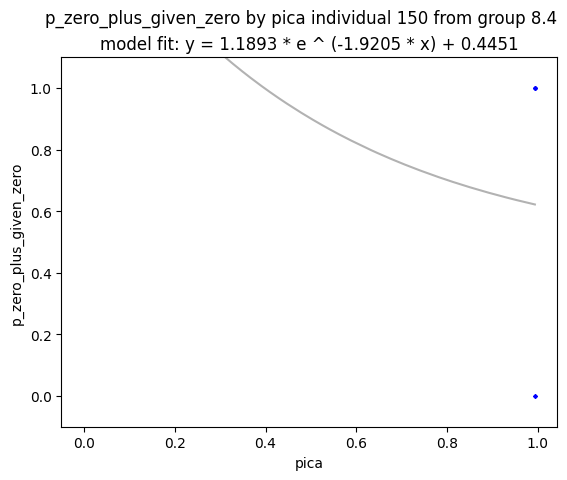 p_zero_plus_given_zero by pica individual 150 from group 8.4
model fit: y = 1.1893 * e ^ (-1.9205 * x) + 0.4451
1.0
0.8
0.6
0.4
0.2
0.0
p_zero_plus_given_zero
0.0 0.2 0.4 0.6 0.8 1.0
pica